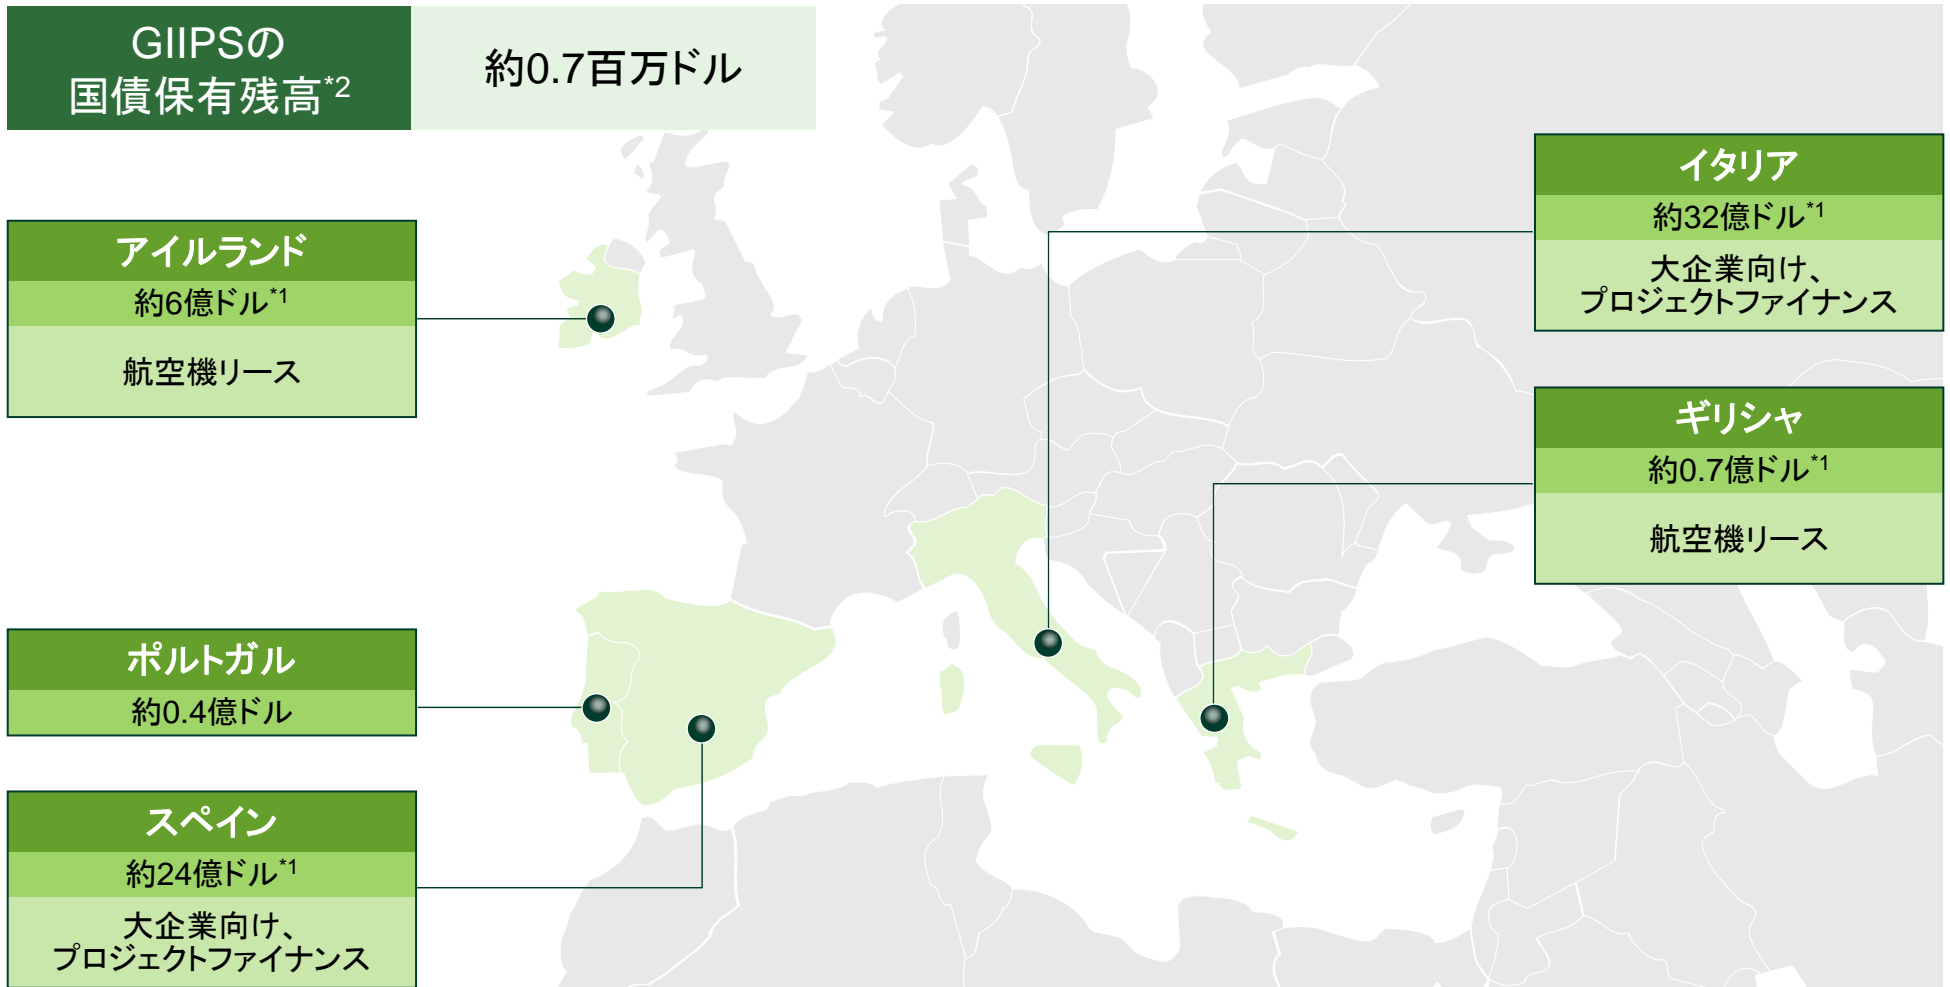 GIIPSの
国債保有残高*2
約0.7百万ドル
アイルランド
約6億ドル*1
航空機リース
ポルトガル
約0.4億ドル
スペイン
約24億ドル*1
大企業向け、
プロジェクトファイナンス
イタリア
約32億ドル*1
大企業向け、
プロジェクトファイナンス
ギリシャ
約0.7億ドル*1
航空機リース